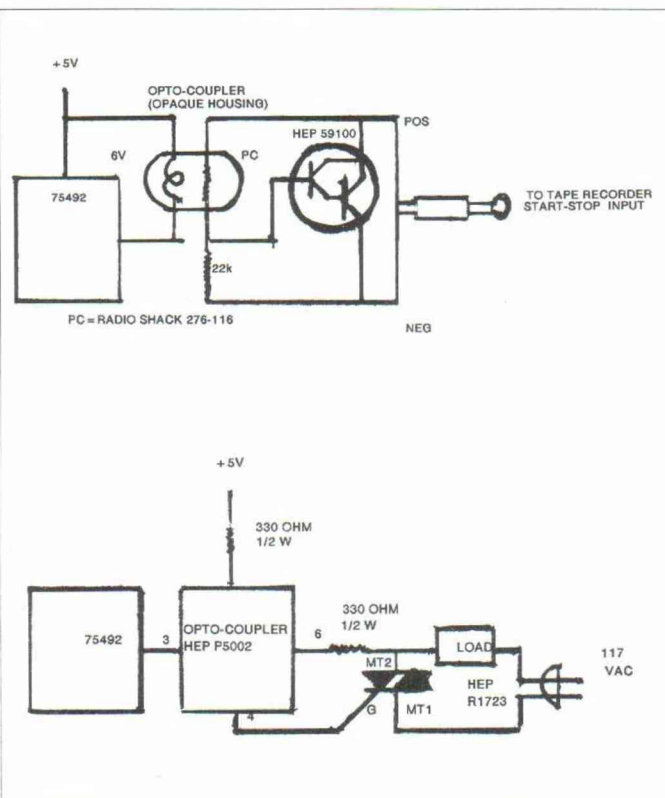 +5V
OPTO-COUPLER
(OPAQUE HOUSING)
HEP 59100
POS
6V
PC
75492
TO TAPE RECORDER
START-STOP INPUT
22k
PC=RADIO SHACK 276-116
NEG
+5V
330 OHM
1/2 W
330 OHM
1/2 W
75492
3
OPTO-COUPLER
HEP P5002
6
LOAD
117
VAC
MT2
HEP
R1723
G
MT1
4